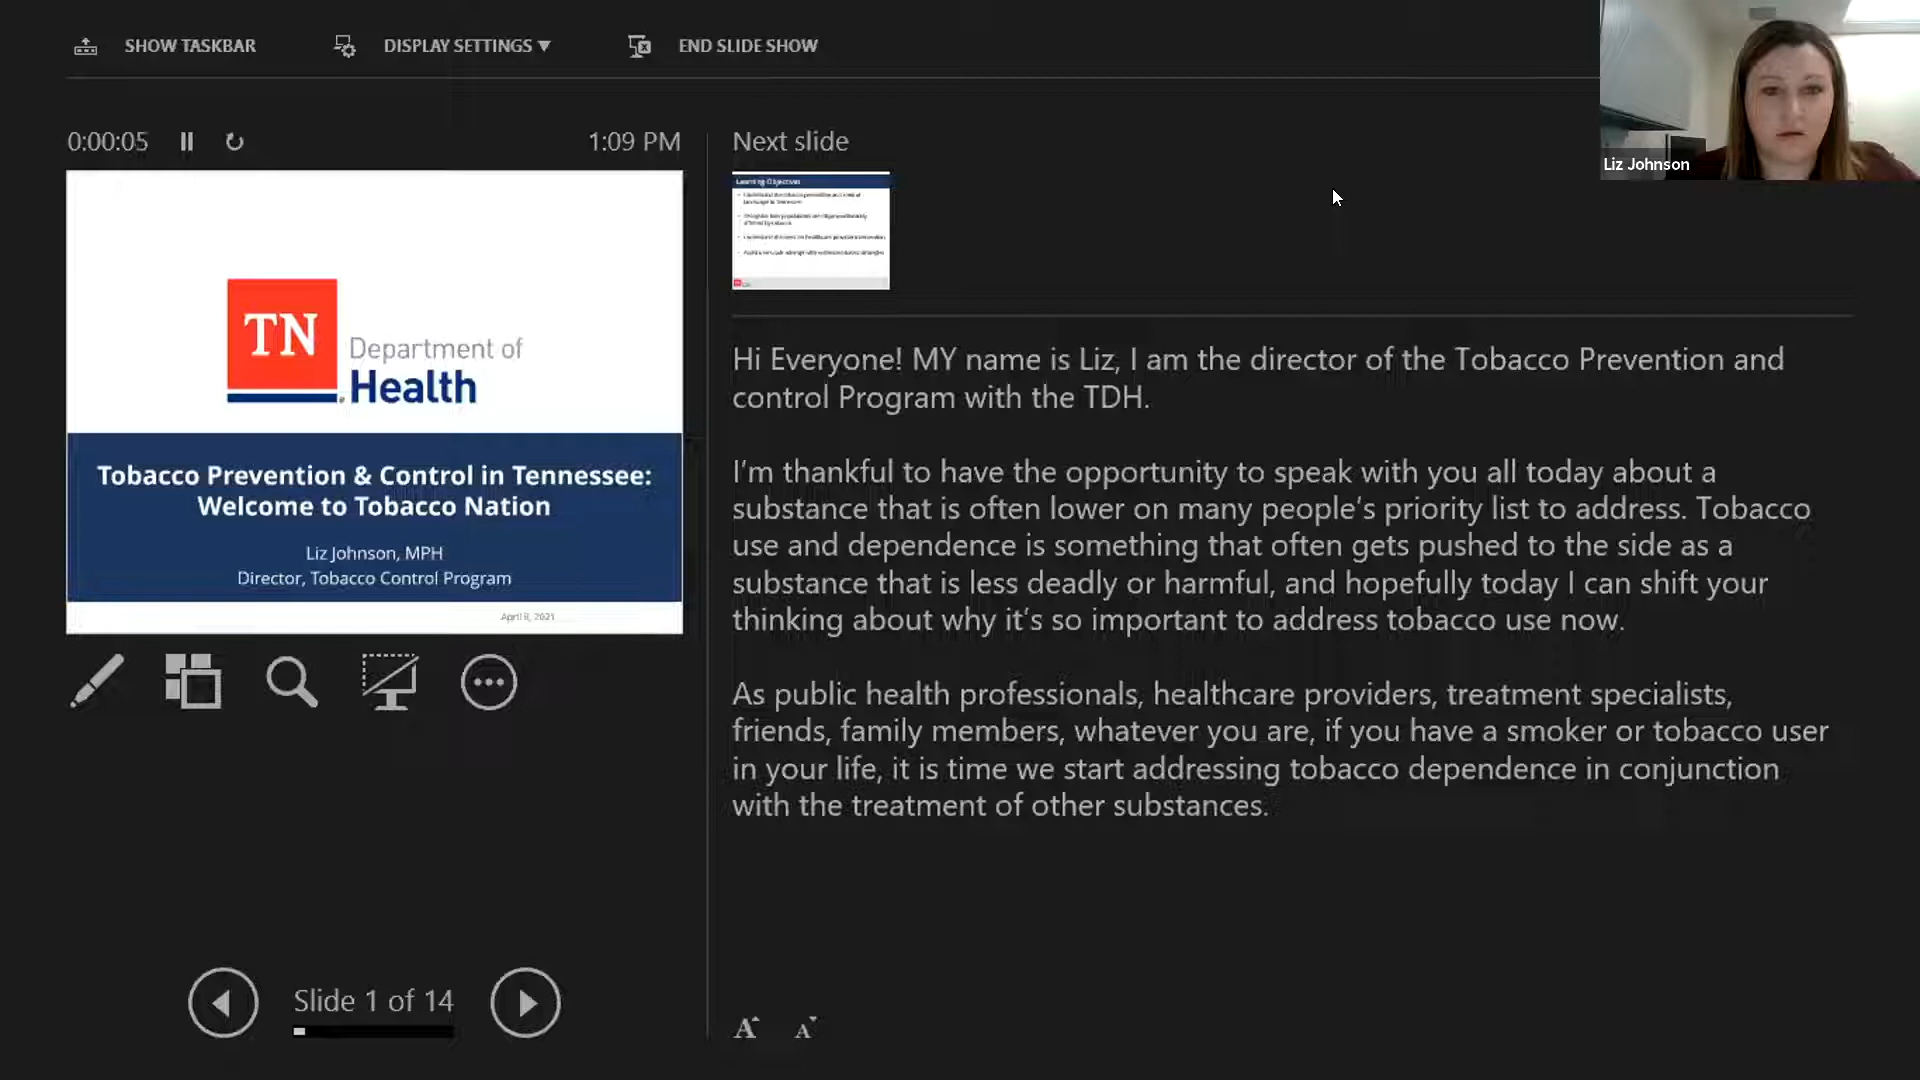 SHOW TASKBAR
DISPLAY SETTINGS ▼
END SLIDE SHOW
Liz Johnson
0:00:05
1:09 PM
Next slide
TN
Department of
Health
Tobacco Prevention & Control in Tennessee:
Welcome to Tobacco Nation
Liz Johnson, MPH
Director, Tobacco Control Program
April 8, 2021
Learning Objectives
Hi Everyone! MY name is Liz, I am the director of the Tobacco Prevention and
control Program with the TDH.
I'm thankful to have the opportunity to speak with you all today about a
substance that is often lower on many people's priority list to address. Tobacco
use and dependence is something that often gets pushed to the side as a
substance that is less deadly or harmful, and hopefully today I can shift your
thinking about why it's so important to address tobacco use now.
As public health professionals, healthcare providers, treatment specialists,
friends, family members, whatever you are, if you have a smoker or tobacco user
in your life, it is time we start addressing tobacco dependence in conjunction
with the treatment of other substances.
Slide 1 of 14
A A